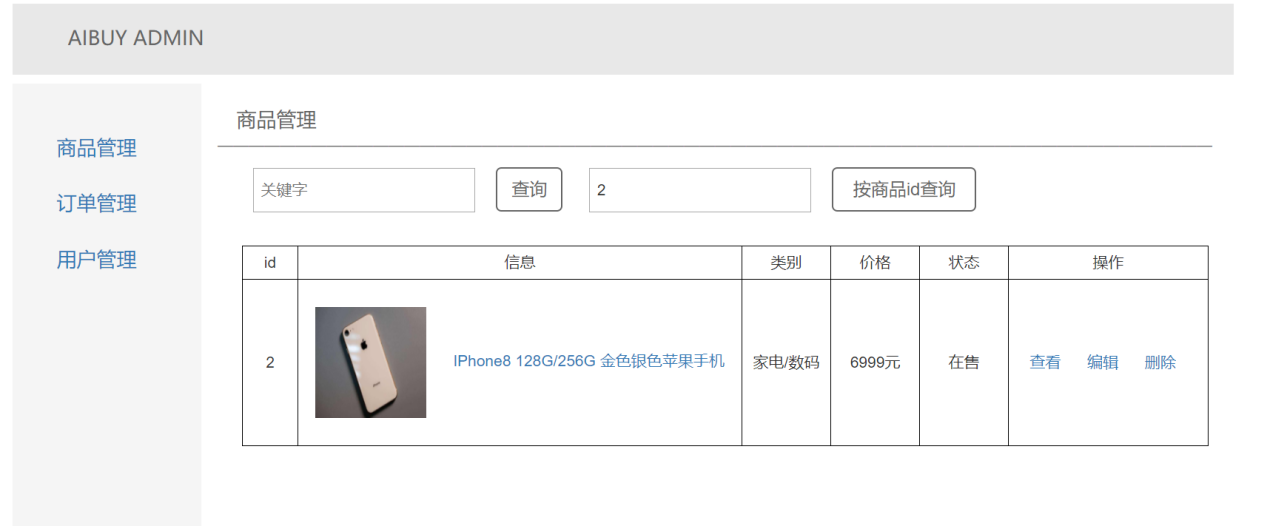 AIBUY ADMIN
商品管理
订单管理
用户管理
商品管理
关键字 查询 2 按商品id查询
id 信息 类别 价格 状态 操作
2 IPhone8 128G/256G 金色银色苹果手机 家电/数码 6999元 在售 查看 编辑 删除